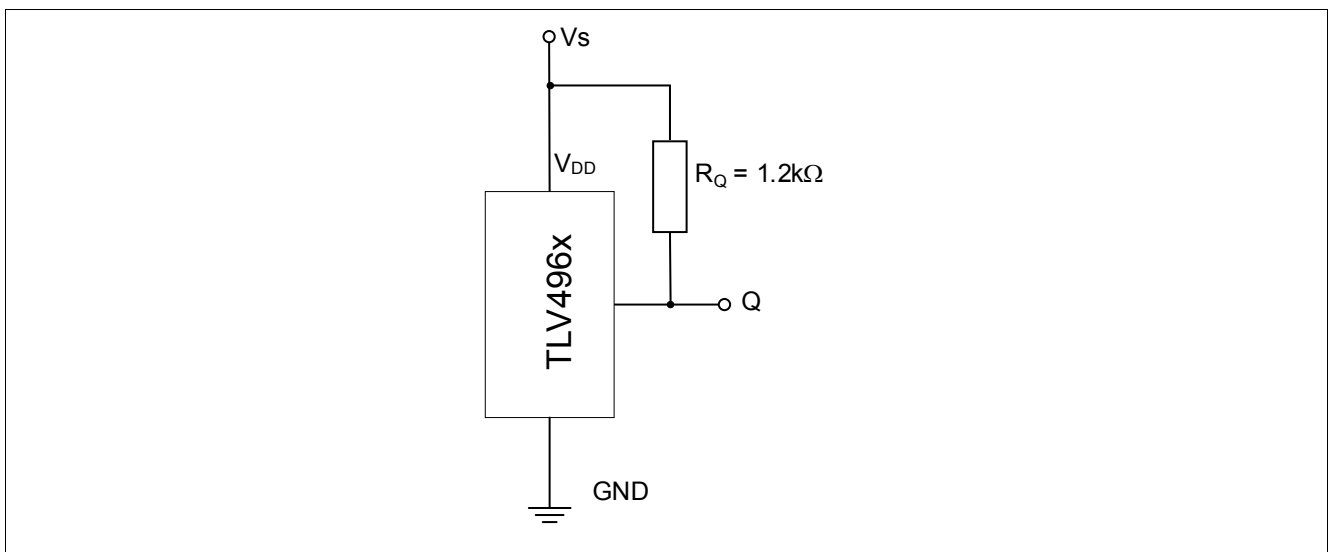 Vs
VDD
RQ = 1.2kΩ
TLV496x
Q
GND